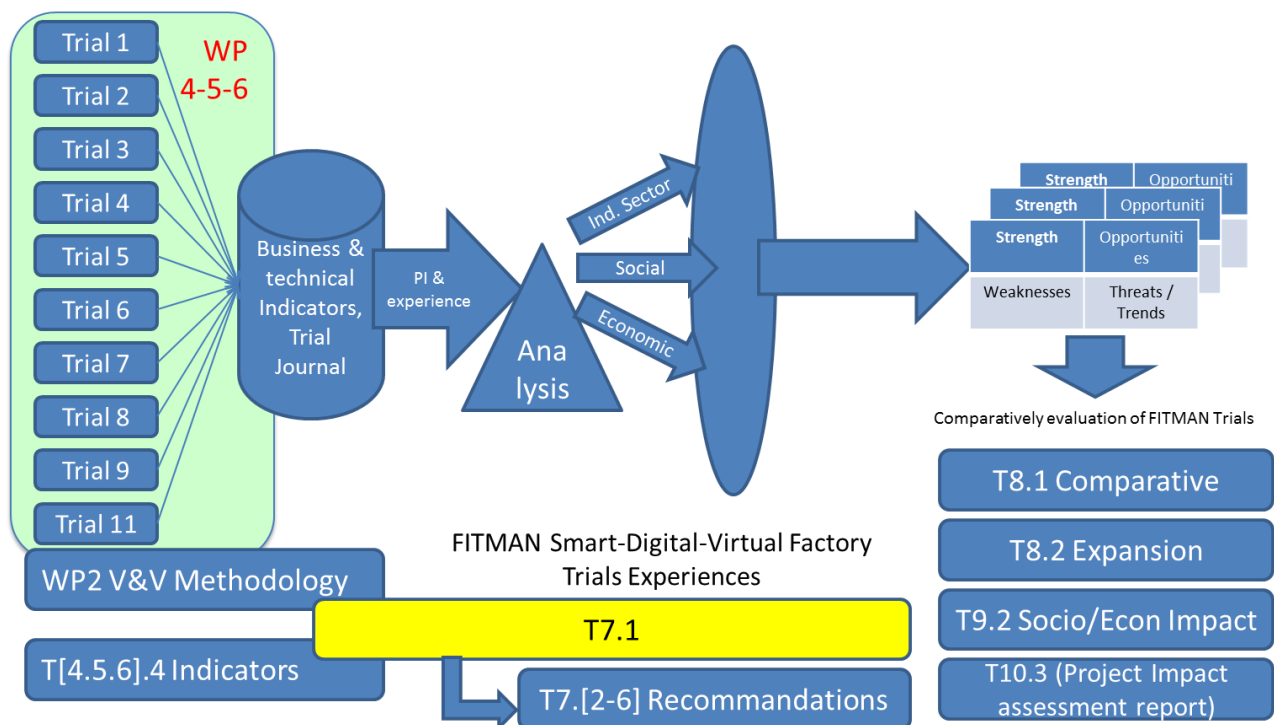 Trial 1
Trial 2
Trial 3
Trial 4
Trial 5
Trial 6
Trial 7
Trial 8
Trial 9
Trial 11
WP
4-5-6
Business &
technical
Indicators,
Trial
Journal
PI &
experience
Ana
lysis
Ind. Sector
Social
Economic
Strength
Opportuniti
Strength
Opportuniti
Strength
Opportuniti
es
Weaknesses
Threats /
Trends
Comparatively evaluation of FITMAN Trials
T8.1 Comparative
T8.2 Expansion
T9.2 Socio/Econ Impact
T10.3 (Project Impact
assessment report)
FITMAN Smart-Digital-Virtual Factory
Trials Experiences
WP2 V&V Methodology
T7.1
T[4.5.6].4 Indicators
T7.[2-6] Recommandations